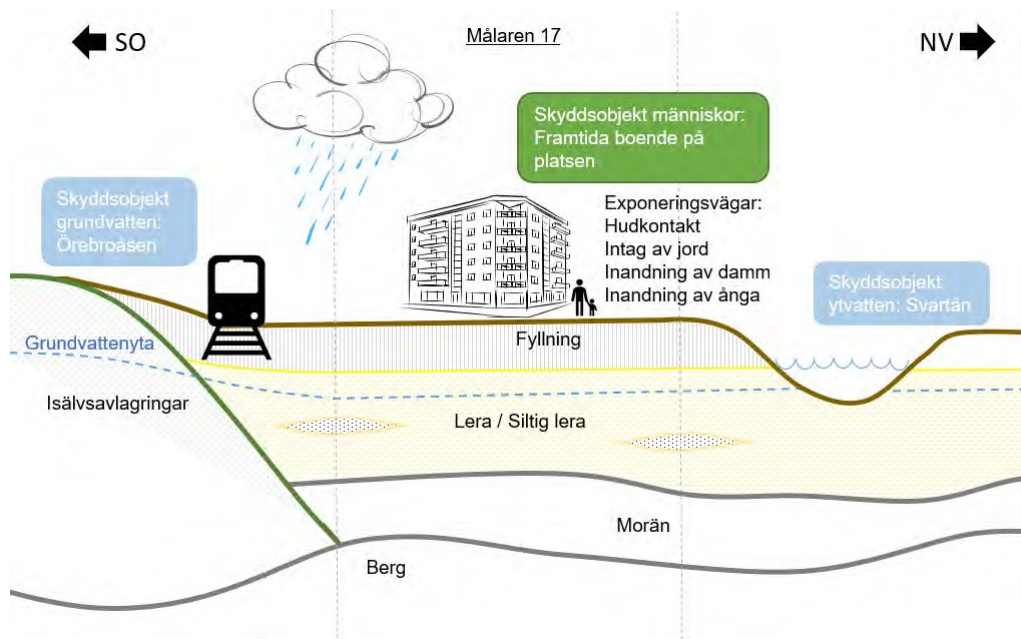 SO
Målaren 17
NV
Skyddsobjekt människor:
Framtida boende på
platsen
Skyddsobjekt
grundvatten:
Örebroåsen
Exponeringsvägar:
Hudkontakt
Intag av jord
Inandning av damm
Inandning av ånga
Skyddsobjekt
ytvatten: Svartån
Grundvattenyta
Fyllning
Isälvsavlagringar
Lera / Siltig lera
Morän
Berg